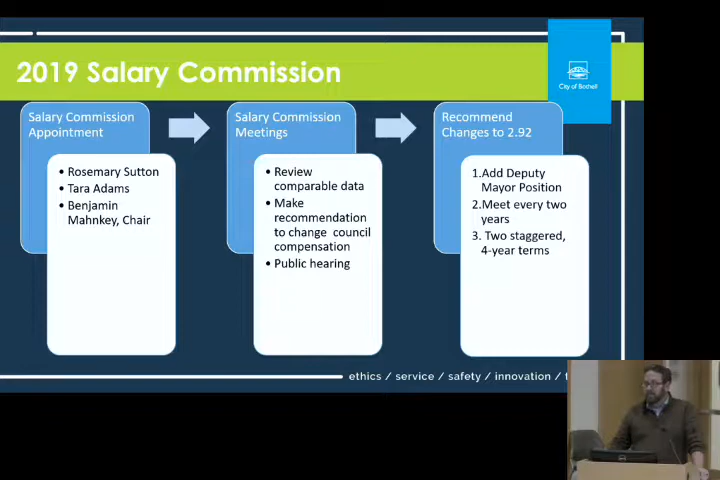 2019 Salary Commission
City of Bothell
Salary Commission
Appointment
• Rosemary Sutton
• Tara Adams
• Benjamin
Mahnkey, Chair
Salary Commission
Meetings
• Review
comparable data
• Make
recommendation
to change council
compensation
• Public hearing
Recommend
Changes to 2.92
1.Add Deputy
Mayor Position
2.Meet every two
years
3. Two staggered,
4-year terms
ethics / service / safety / innovation /